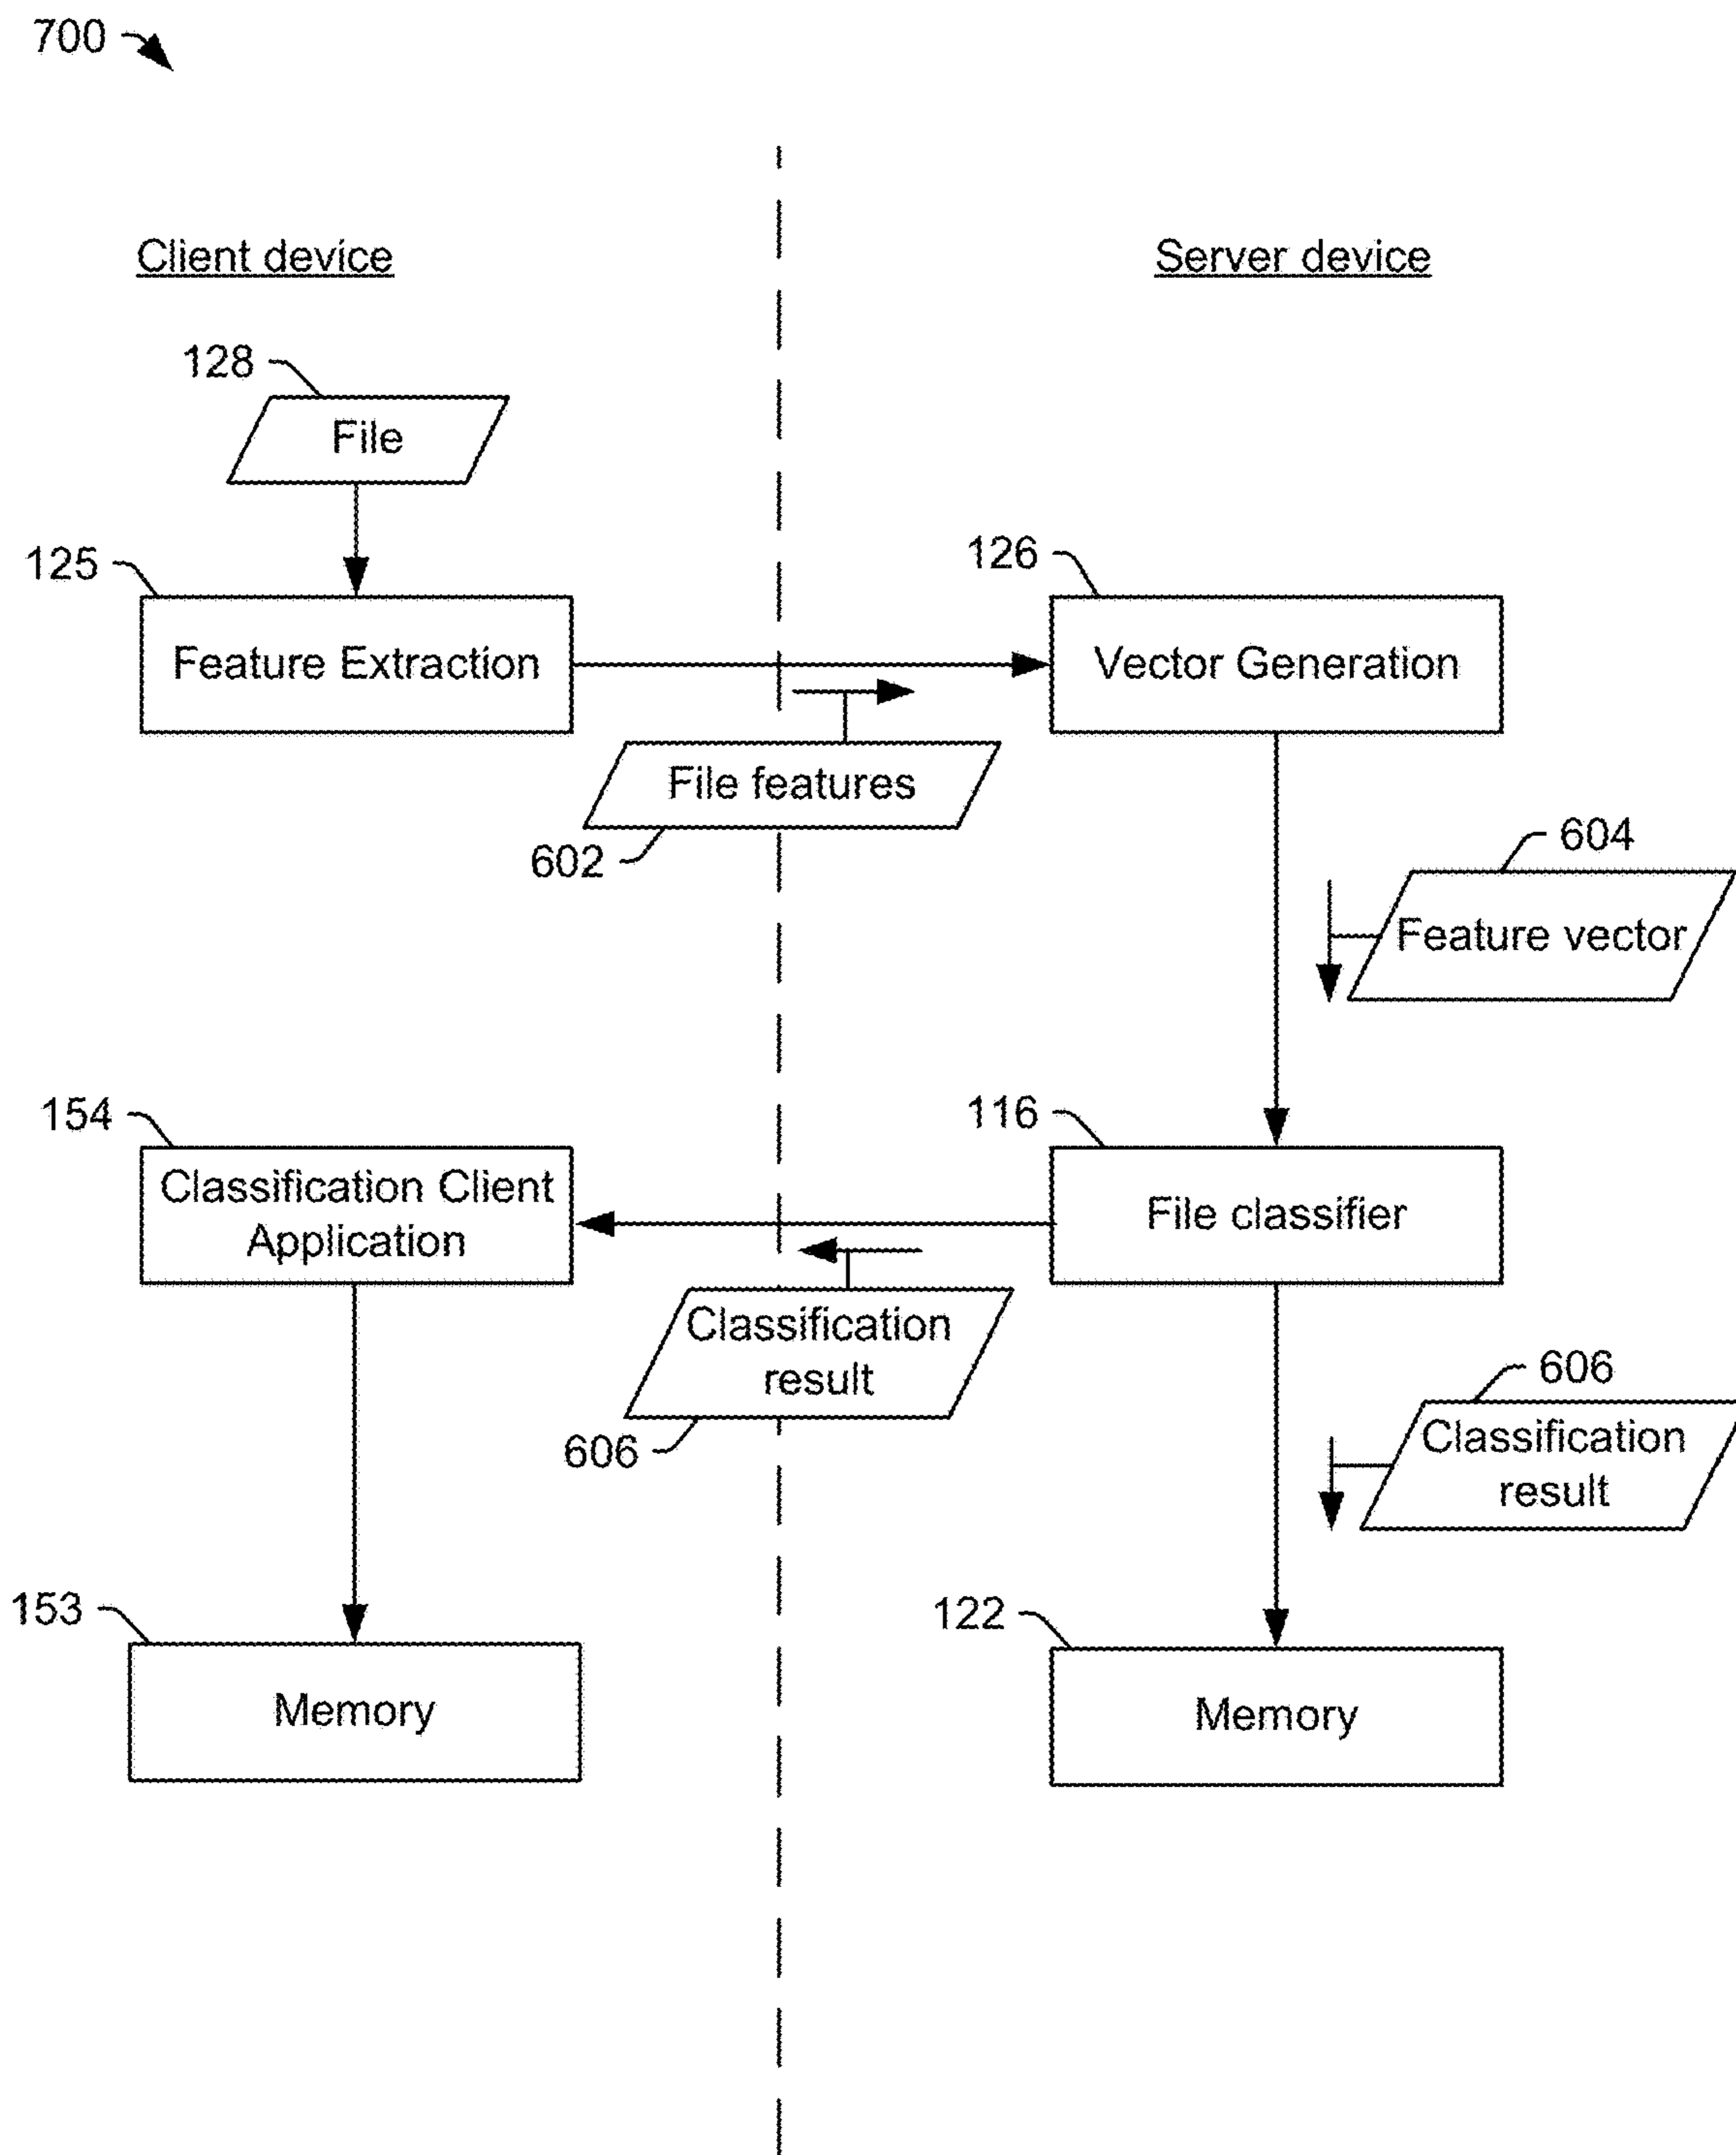 700
Client device
Server device
128
File
125
126
Feature Extraction
Vector Generation
File features
602
604
Feature vector
154
116
Classification Client
Application
File classifier
Classification
result
606
606
Classification
result
153
122
Memory
Memory